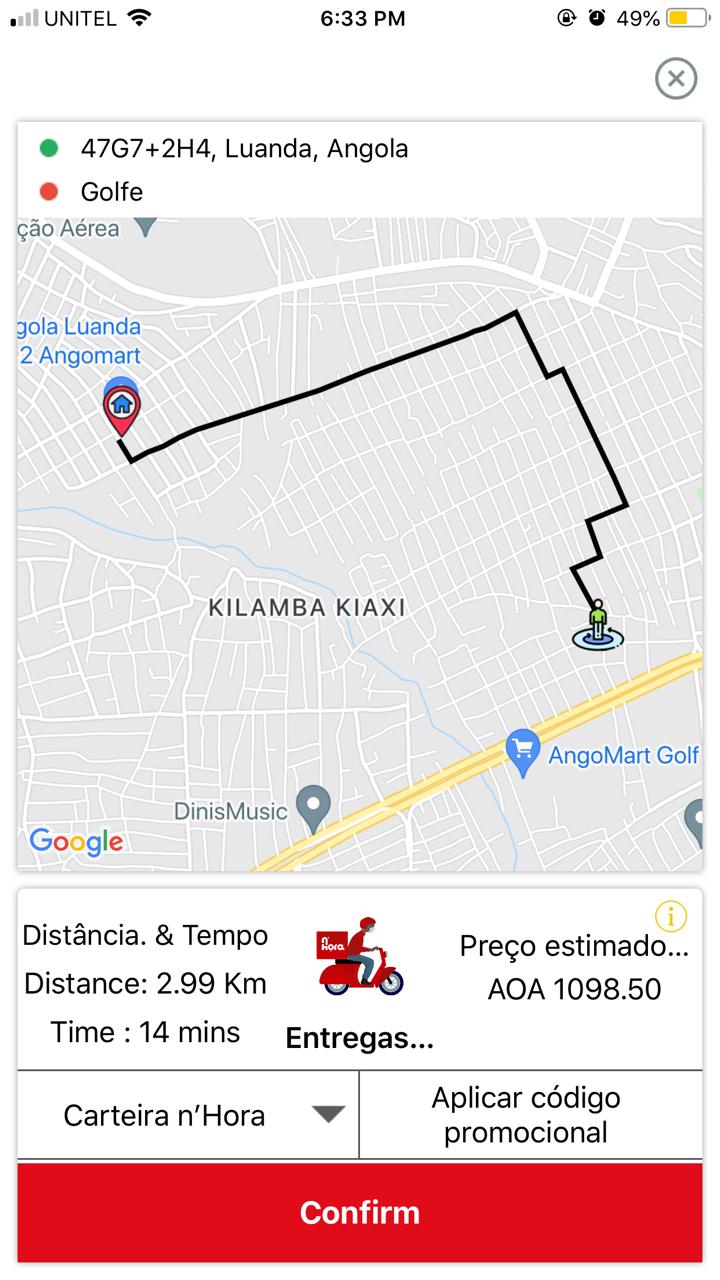 UNITEL
6:33 PM
49%
47G7+2H4, Luanda, Angola
Golfe
ção Aérea
gola Luanda
2 Angomart
KILAMBA KIAXI
AngoMart Golf
DinisMusic
Google
Distância. & Tempo
Distance: 2.99 Km
Time : 14 mins
n'
Hora
Entregas...
Preço estimado...
AOA 1098.50
Carteira n'Hora
Aplicar código
promocional
Confirm